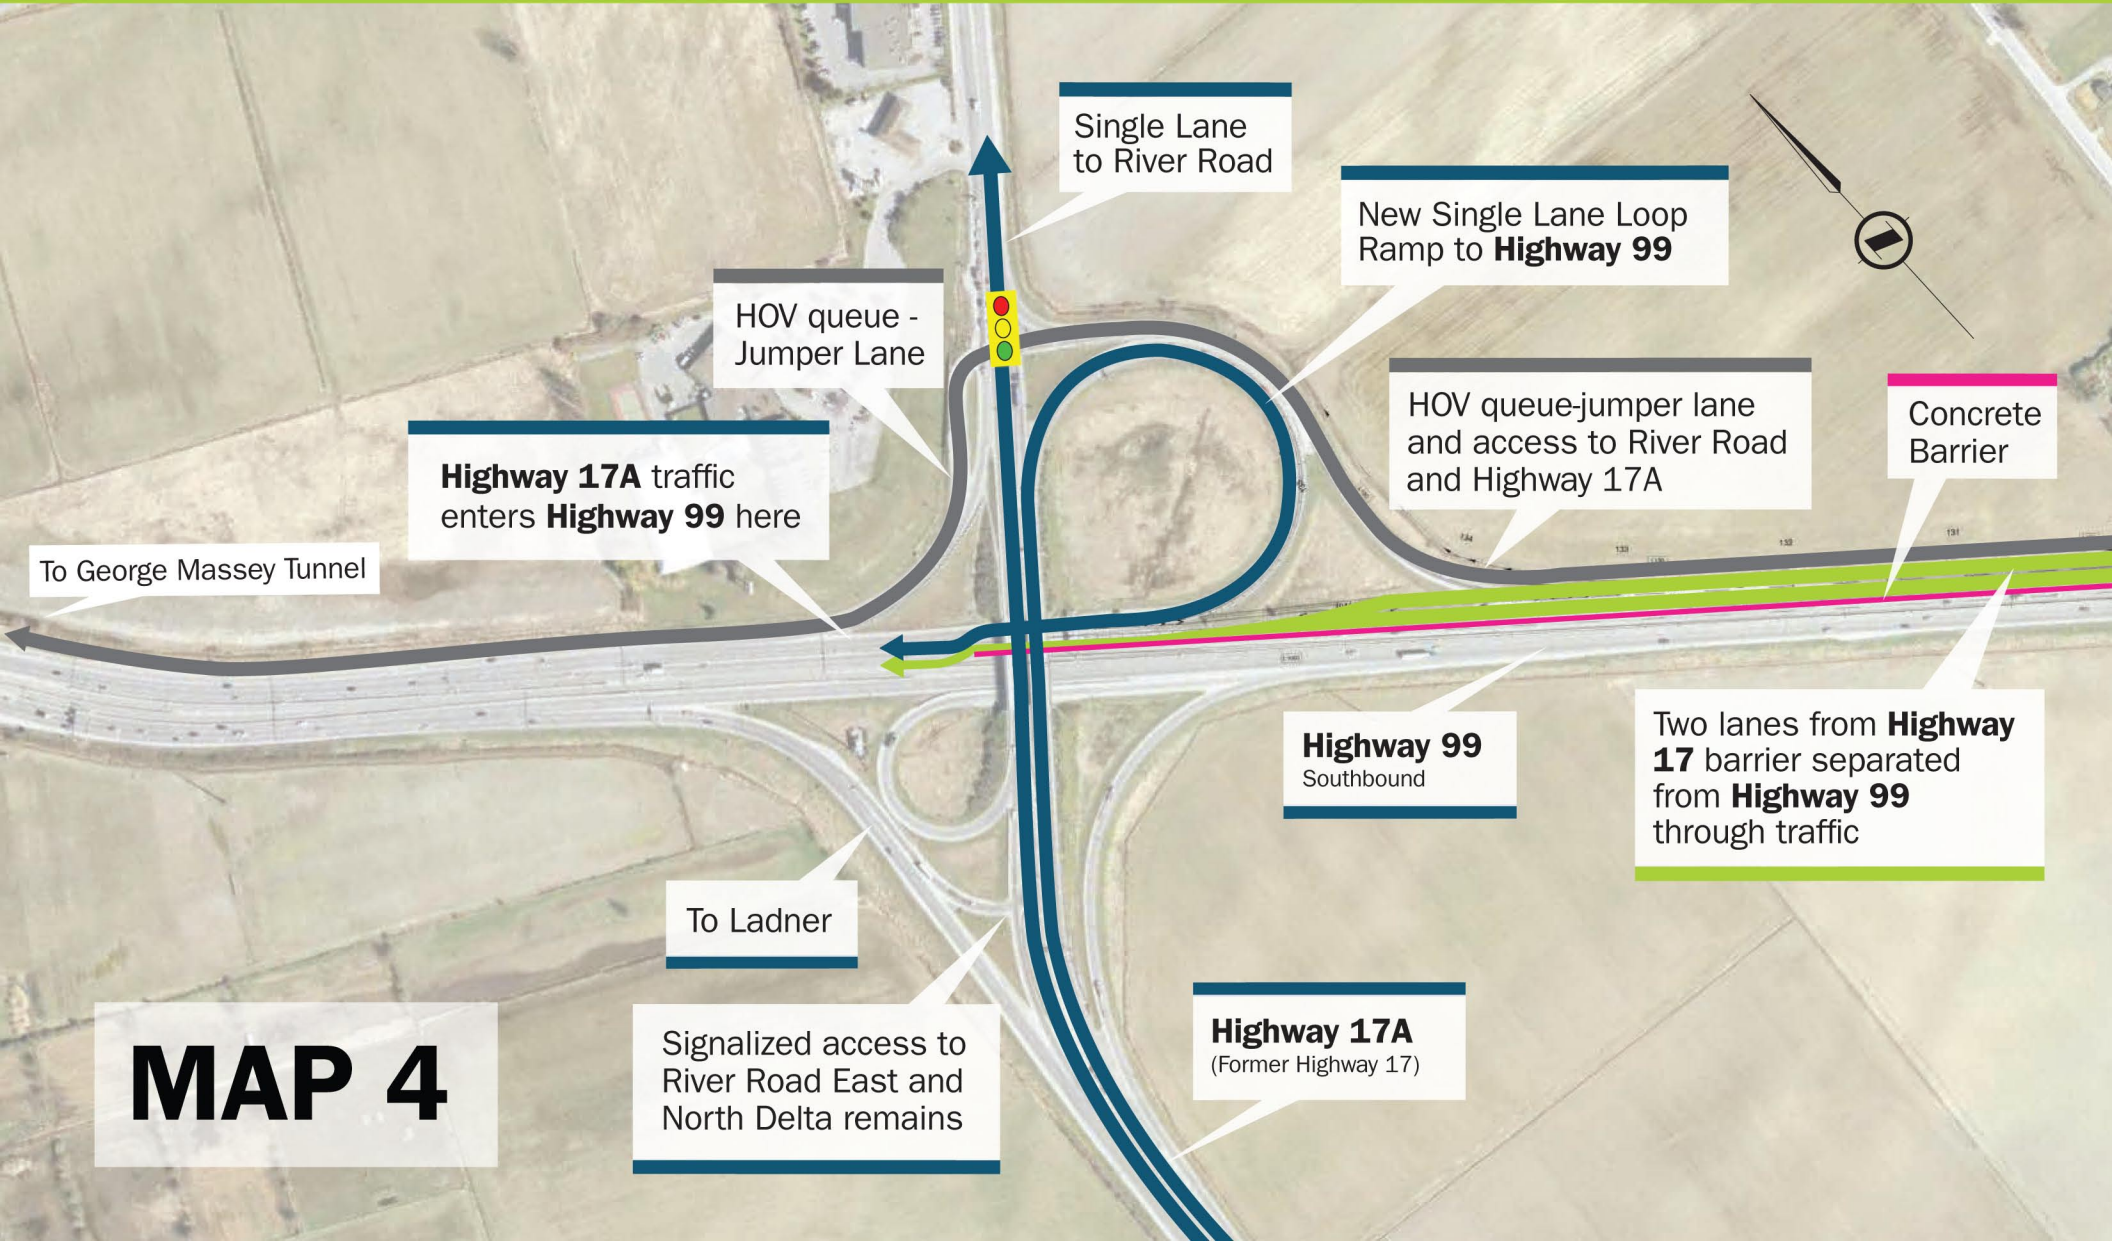 Single Lane
to River Road
New Single Lane Loop
Ramp to Highway 99
HOV queue -
Jumper Lane
HOV queue-jumper lane
and access to River Road
and Highway 17A
Concrete
Barrier
Highway 17A traffic
enters Highway 99 here
To George Massey Tunnel
134
133
132
131
Highway 99
Southbound
Two lanes from Highway
17 barrier separated
from Highway 99
through traffic
To Ladner
Signalized access to
River Road East and
North Delta remains
Highway 17A
(Former Highway 17)
MAP 4